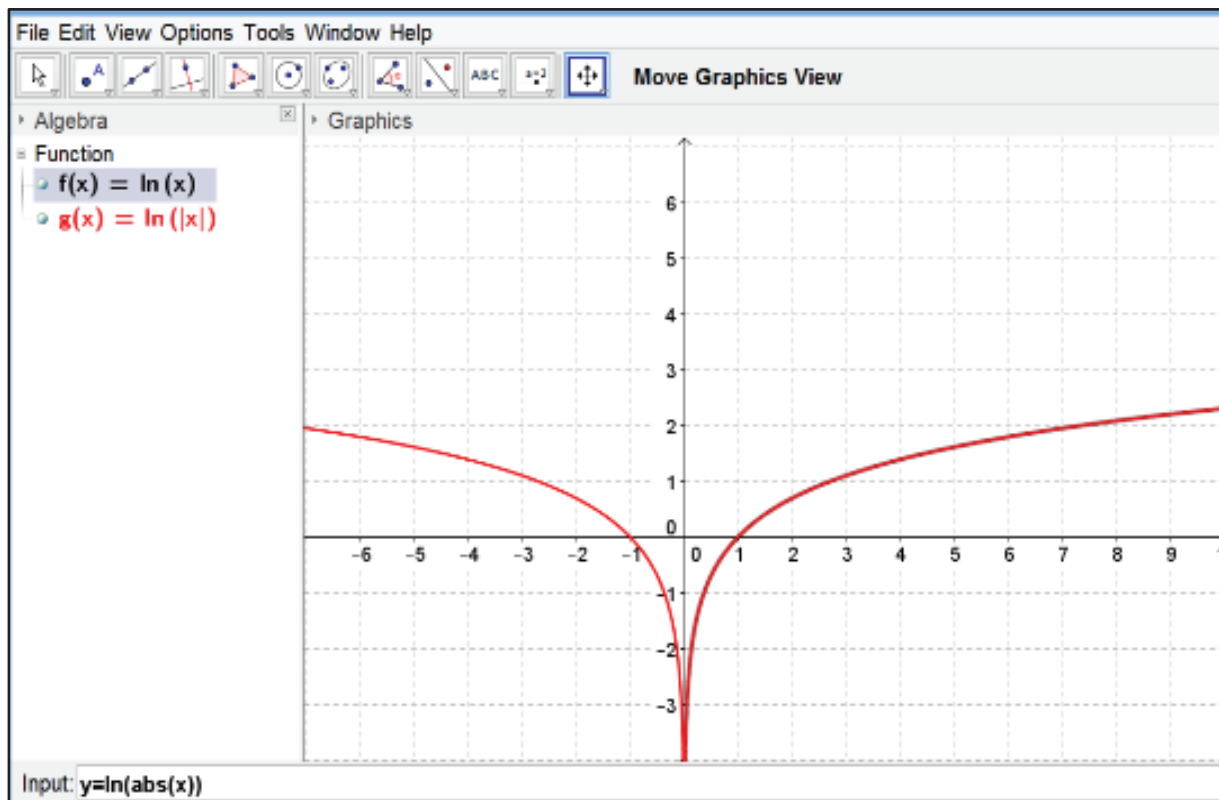 File Edit View Options Tools Window Help
A ABC a=2 Move Graphics View
Algebra
Graphics
Function
f(x) = ln (x)
g(x) = ln (|x|)
6
5
4
3
2
1
0
-6 -5 -4 -3 -2 -1 0 1 2 3 4 5 6 7 8 9 1
-1
-2
-3
Input: y=ln(abs(x))